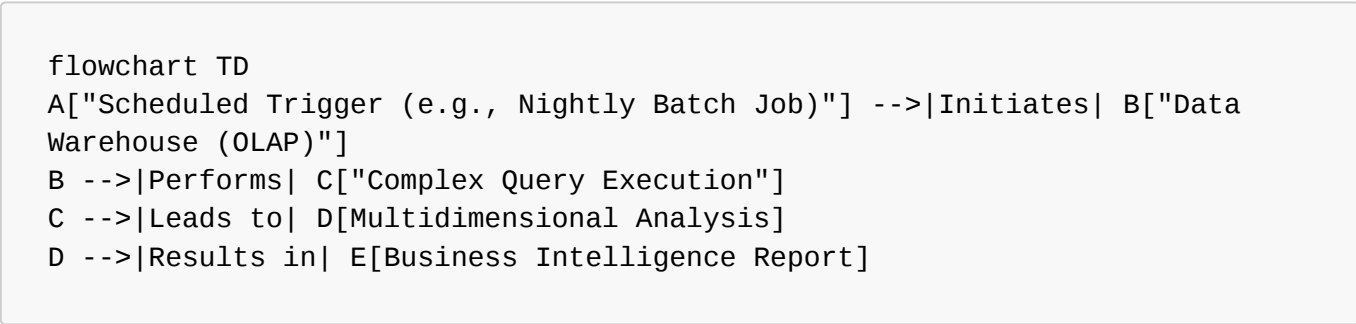 flowchart TD
A["Scheduled Trigger (e.g., Nightly Batch Job)"] -->|Initiates| B["Data
Warehouse (OLAP)"]
B -->|Performs| C["Complex Query Execution"]
C -->|Leads to| D[Multidimensional Analysis]
D -->|Results in| E[Business Intelligence Report]